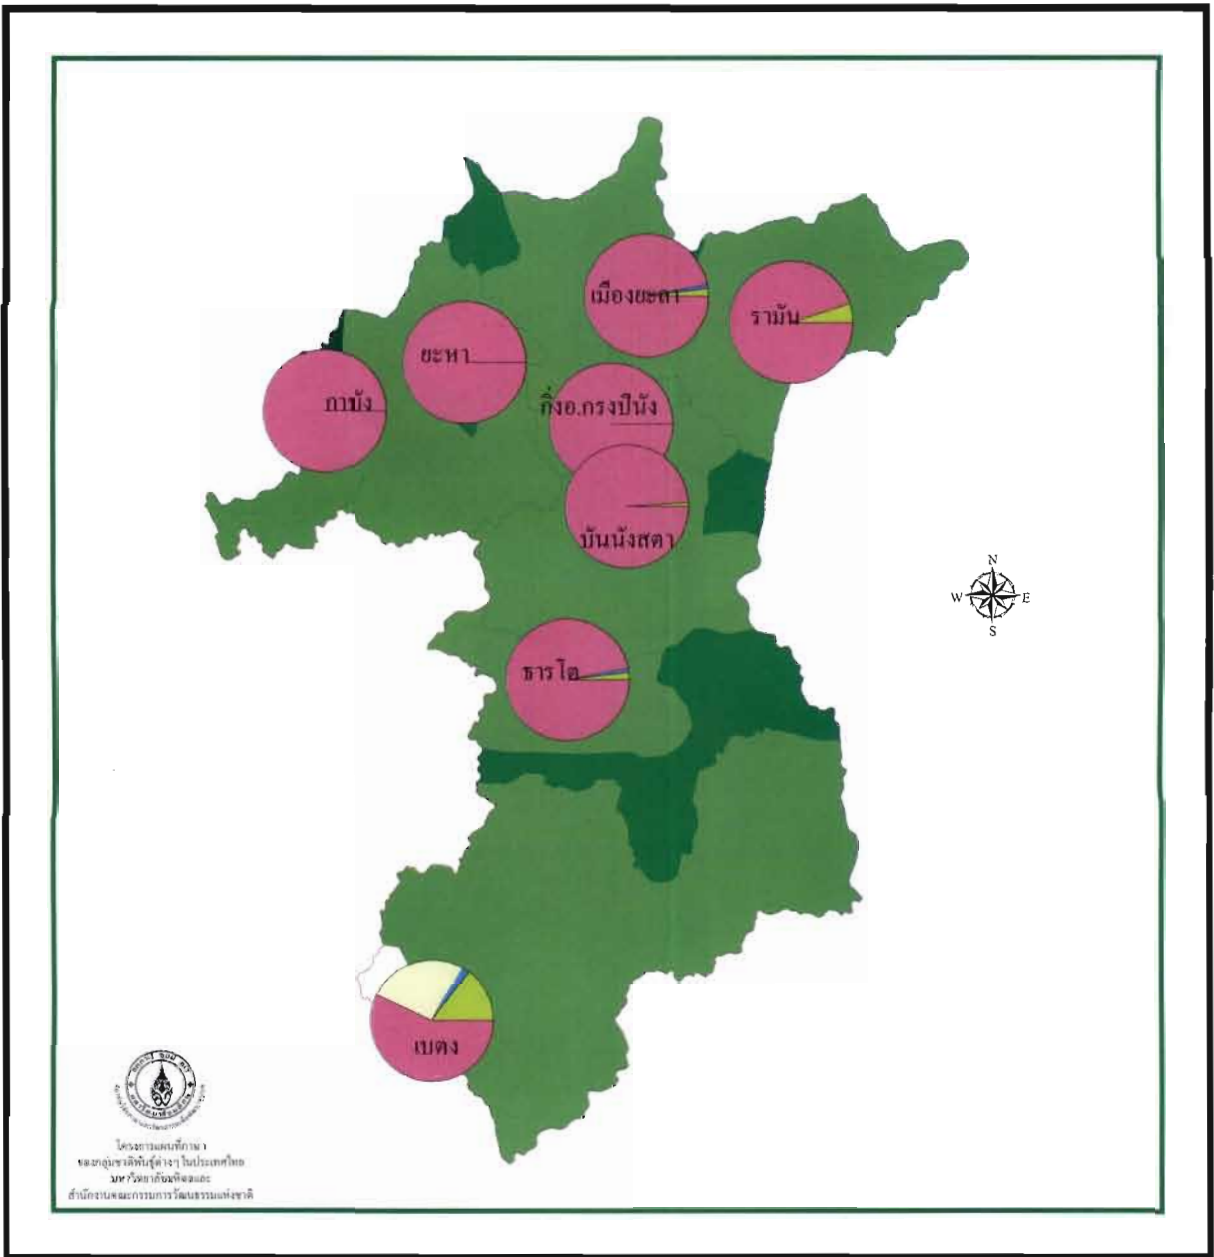 เมืองยะลา
รามัน
ยะหา
กาบัง
กิ่งอ.กรงปีนัง
บันนังสตา
N
W
E
S
ธารโต
เบตง
โครงการแผนที่ภาษา
ของกลุ่มชาติพันธุ์ต่างๆ ในประเทศไทย
มหาวิทยาลัยมหิดลและ
สำนักงานคณะกรรมการวัฒนธรรมแห่งชาติ